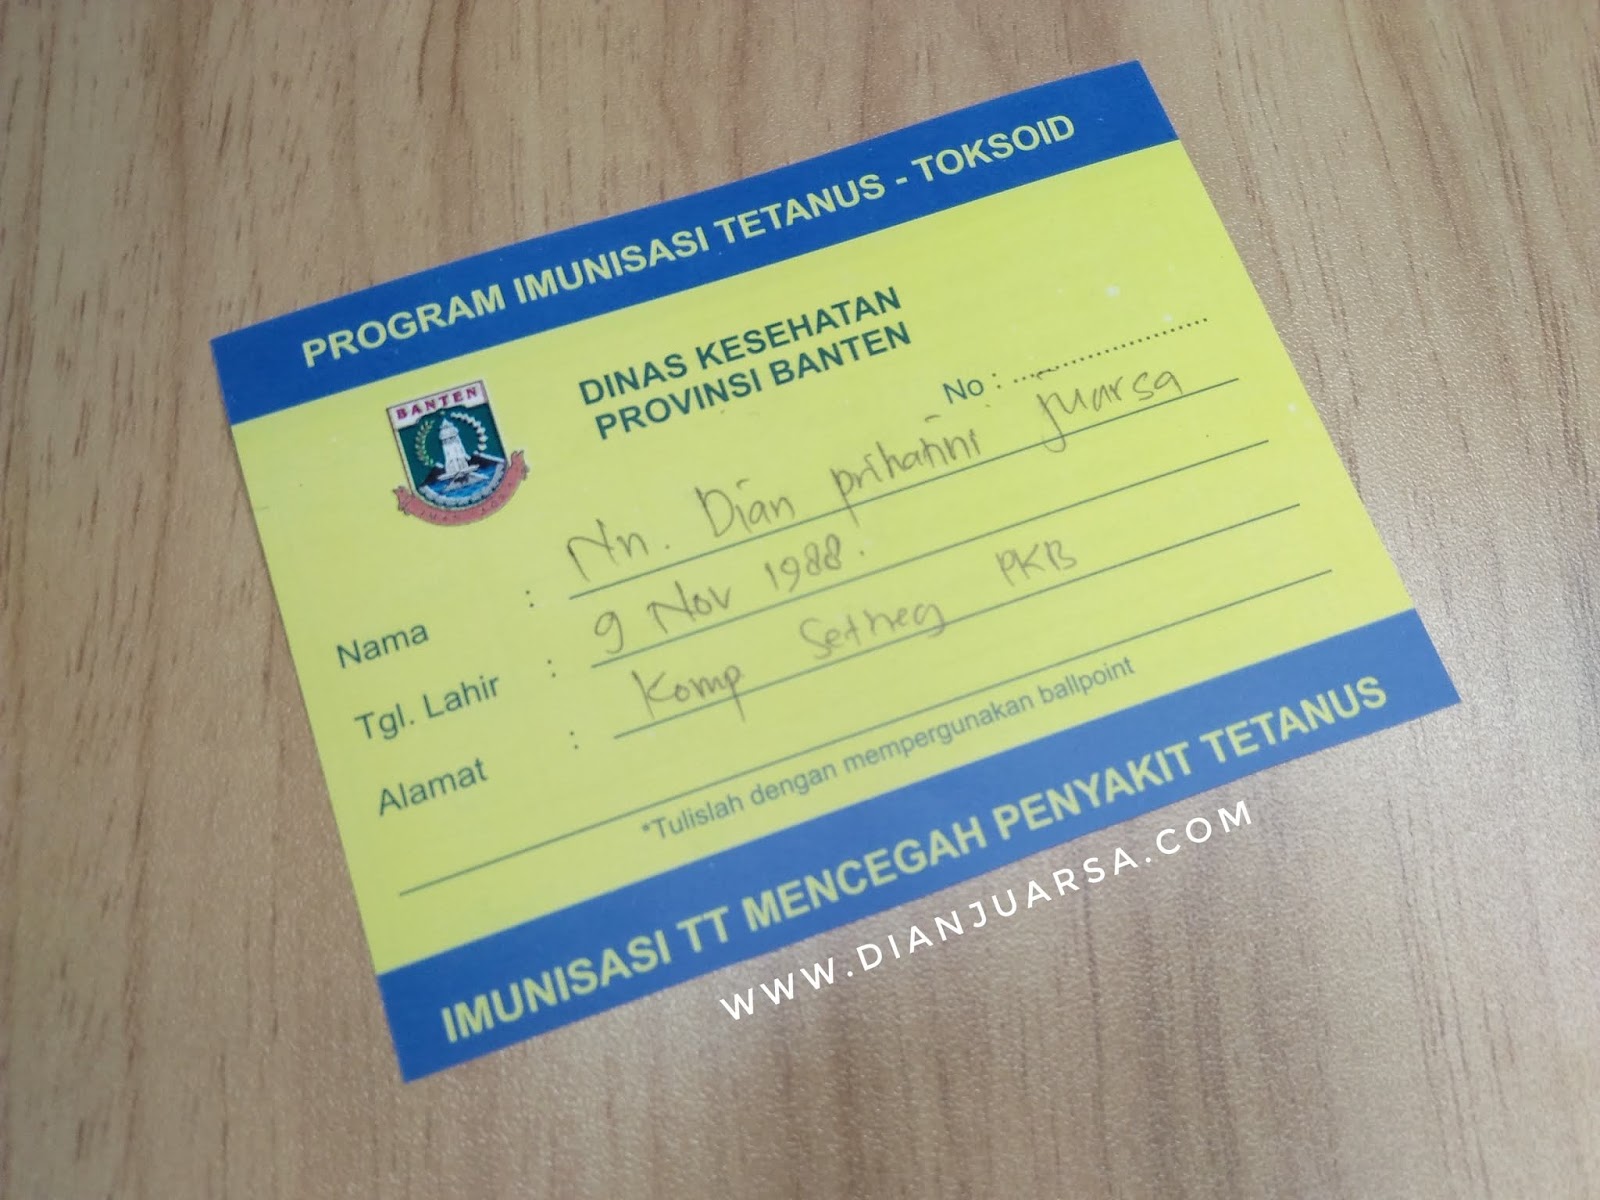 PROGRAM IMUNISASI TETANUS - TOKSOID
BANTEN
DINAS KESEHATAN
PROVINSI BANTEN
No : ..........................
Nama : Nn. Dian prihatini Juarsa
Tgl. Lahir : 9 Nov 1988.
Alamat : Komp Setneg PKB
*Tulislah dengan mempergunakan ballpoint
IMUNISASI TT MENCEGAH PENYAKIT TETANUS
WWW.DIANJUARSA.COM